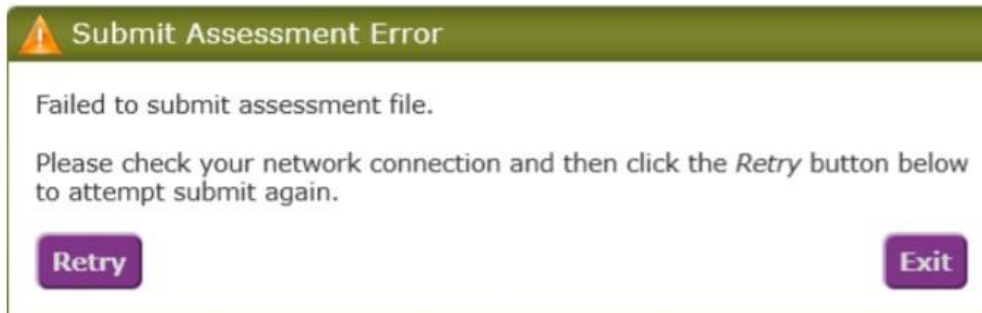 Submit Assessment Error
Failed to submit assessment file.
Please check your network connection and then click the Retry button below
to attempt submit again.
Retry
Exit